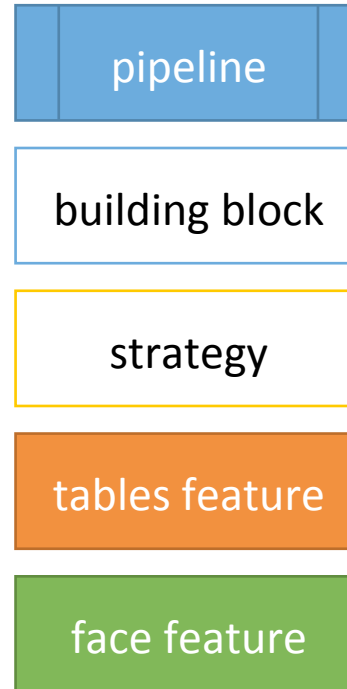 pipeline
building block
strategy
tables feature
face feature